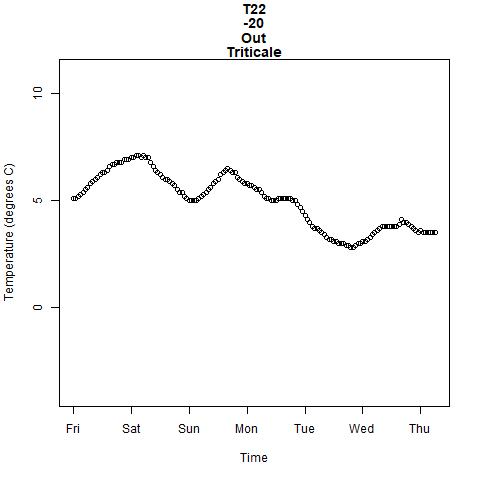 T22
-20
Out
Triticale
Temperature (degrees C)
10
5
0
Fri Sat Sun Mon Tue Wed Thu
Time